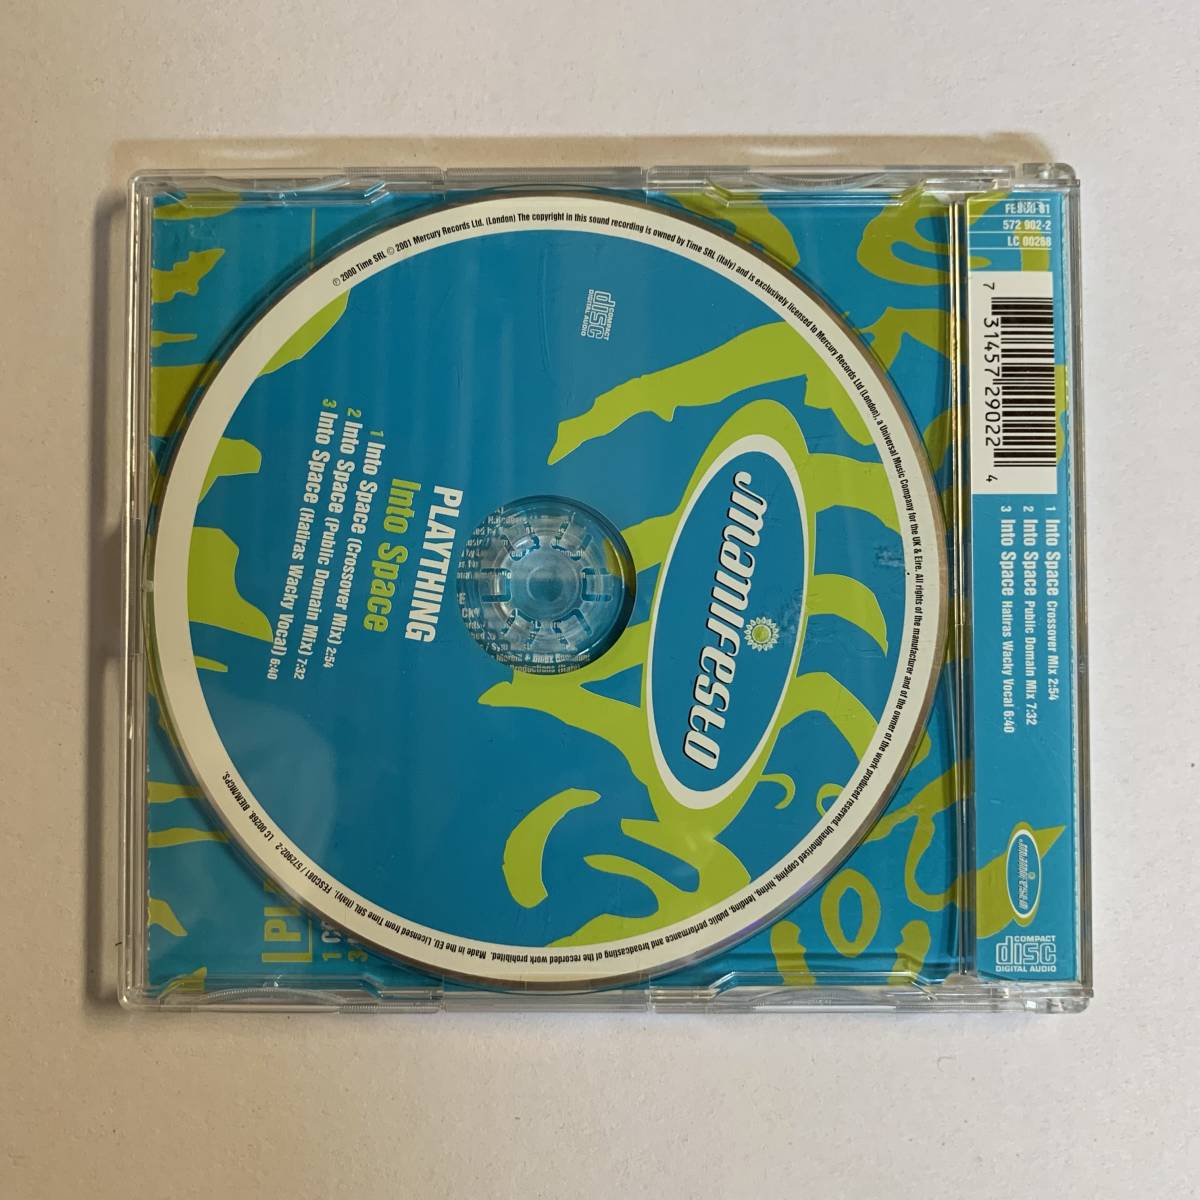 manifesto
COMPACT
disc
DIGITAL AUDIO
PLAYTHING
Into Space
1 Into Space (Crossover Mix) 2:54
2 Into Space (Public Domain Mix) 7:32
3 Into Space (Hatiras Wacky Vocal) 6:40
℗ 2000 Time SRL © 2001 Mercury Records Ltd. (London) The copyright in this sound recording is owned by Time SRL (Italy) and is exclusively licensed to Mercury Records Ltd (London), a Universal Music Company for the UK & Eire. All rights of the manufacturer and of the owner of the work produced reserved. Unauthorised copying, hiring, lending, public performance and broadcasting of the recorded work prohibited. Made in the EU. Licensed from Time SRL (Italy). FESCD81 / 572902-2 LC 00268. BIEM/MCPS.
572 902-2
LC 00268
7 31457 29022 4
1 Into Space Crossover Mix 2:54
2 Into Space Public Domain Mix 7:32
3 Into Space Hatiras Wacky Vocal 6:40
manifesto
COMPACT
disc
DIGITAL AUDIO